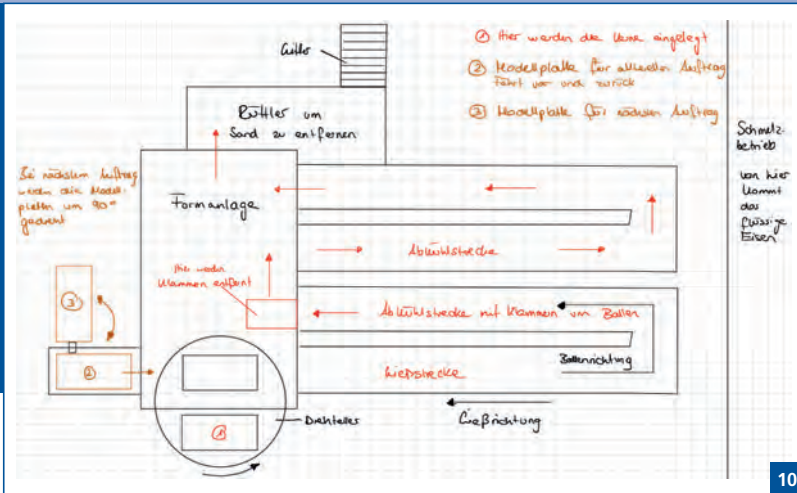 Gitter
① Hier werden die Kerne eingelegt
② Modellplatte für aktuellen Auftrag
fährt vor und zurück
③ Modellplatte für nächsten Auftrag
Rüttler um
Sand zu entfernen
Schmelz-
betrieb
von hier
kommt
das
flüssige
Eisen
Bei nächstem Auftrag
werden die Modell-
platten um 90°
gedreht
Formanlage
Abkühlstrecke
Hier werden
Klammern entfernt
Abkühlstrecke mit Klammern um Ballen
③
Ballenrichtung
②
Gießstrecke
①
Drehteller
Gießrichtung
10